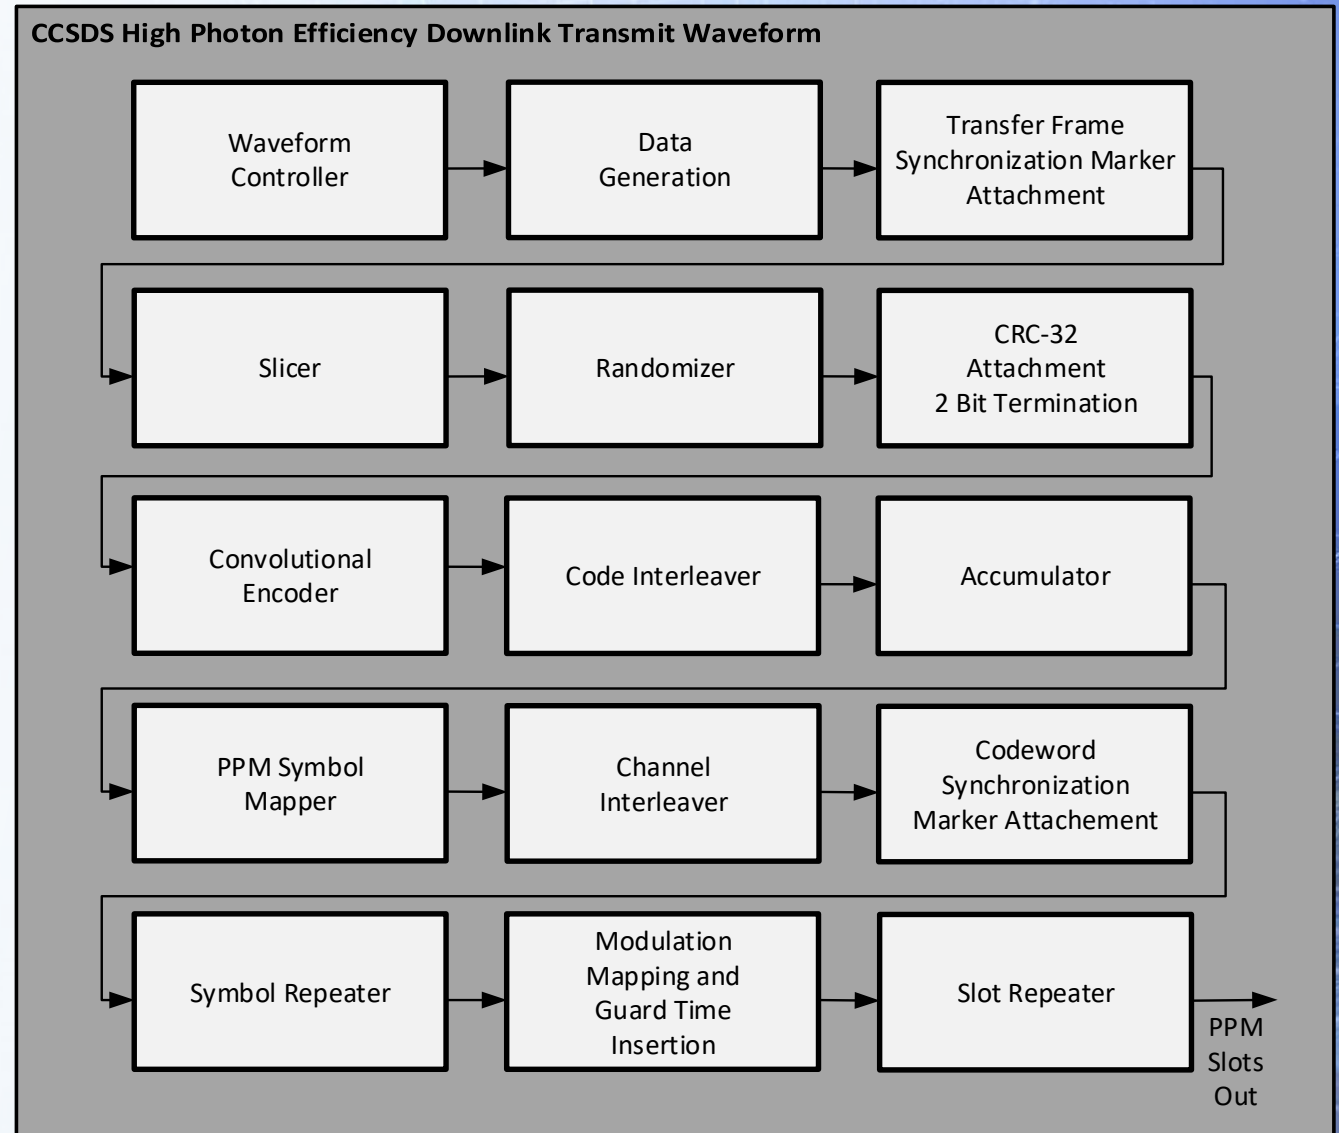 CCSDS High Photon Efficiency Downlink Transmit Waveform
Waveform
Controller
Data
Generation
Transfer Frame
Synchronization Marker
Attachment
Slicer
Randomizer
CRC-32
Attachment
2 Bit Termination
Convolutional
Encoder
Code Interleaver
Accumulator
PPM Symbol
Mapper
Channel
Interleaver
Codeword
Synchronization
Marker Attachement
Symbol Repeater
Modulation
Mapping and
Guard Time
Insertion
Slot Repeater
PPM
Slots
Out